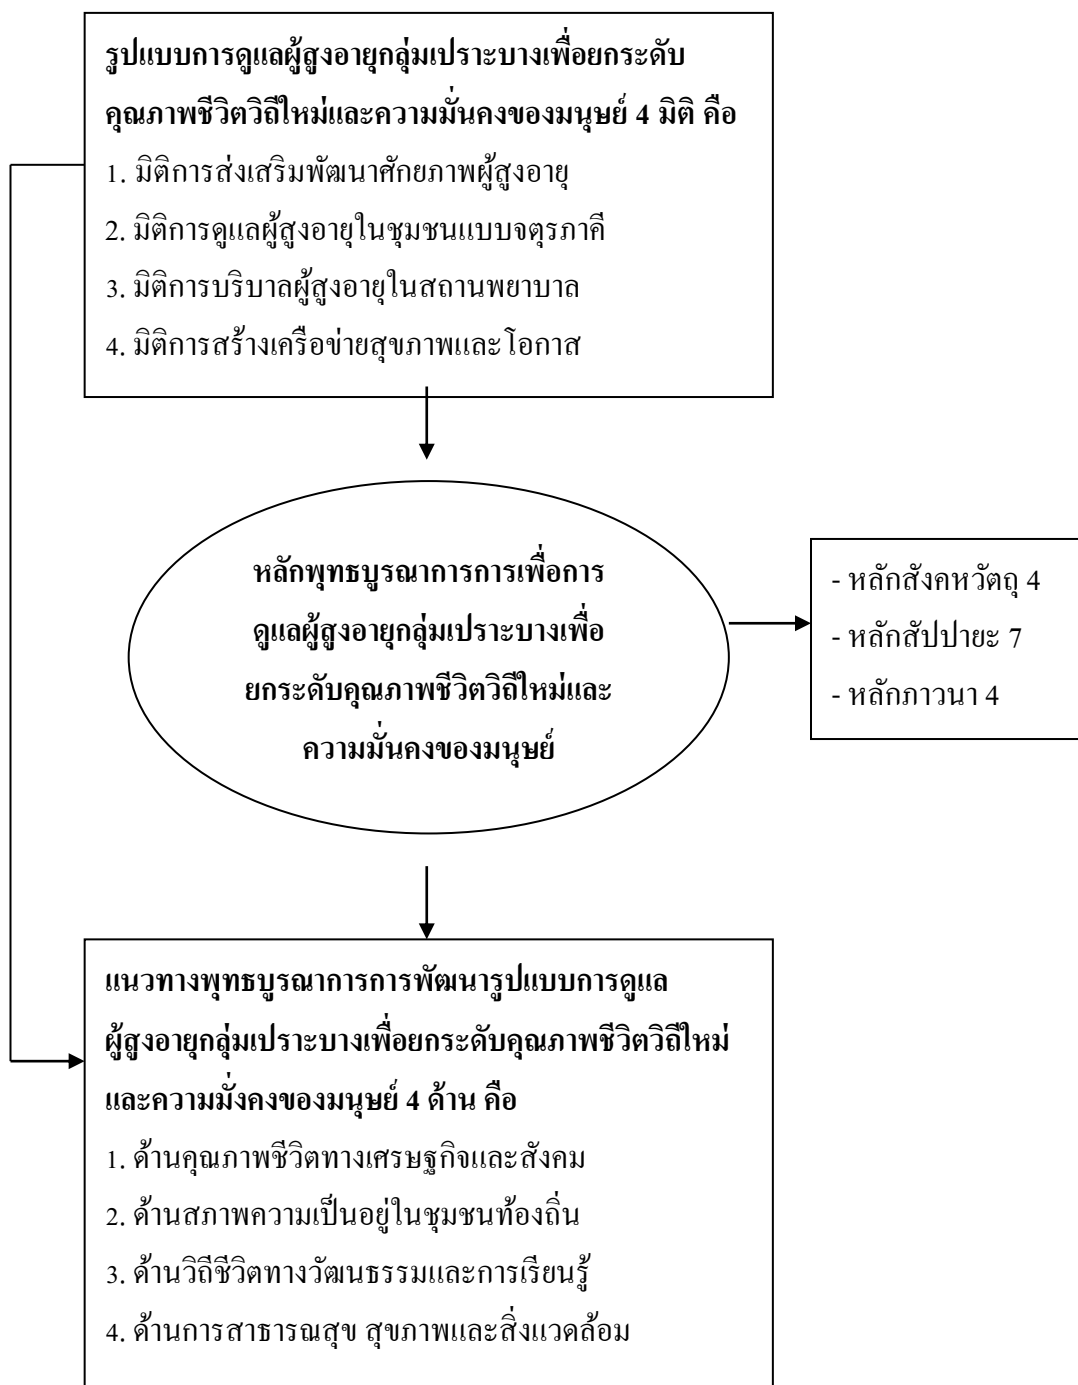 รูปแบบการดูแลผู้สูงอายุกลุ่มเปราะบางเพื่อยกระดับ
คุณภาพชีวิตวิถีใหม่และความมั่นคงของมนุษย์ 4 มิติ คือ
1. มิติการส่งเสริมพัฒนาศักยภาพผู้สูงอายุ
2. มิติการดูแลผู้สูงอายุในชุมชนแบบจตุรภาคี
3. มิติการบริบาลผู้สูงอายุในสถานพยาบาล
4. มิติการสร้างเครือข่ายสุขภาพและโอกาส
หลักพุทธบูรณาการการเพื่อการ
ดูแลผู้สูงอายุกลุ่มเปราะบางเพื่อ
ยกระดับคุณภาพชีวิตวิถีใหม่และ
ความมั่นคงของมนุษย์
- หลักสังคหวัตถุ 4
- หลักสัปปายะ 7
- หลักภาวนา 4
แนวทางพุทธบูรณาการการพัฒนารูปแบบการดูแล
ผู้สูงอายุกลุ่มเปราะบางเพื่อยกระดับคุณภาพชีวิตวิถีใหม่
และความมั่งคงของมนุษย์ 4 ด้าน คือ
1. ด้านคุณภาพชีวิตทางเศรษฐกิจและสังคม
2. ด้านสภาพความเป็นอยู่ในชุมชนท้องถิ่น
3. ด้านวิถีชีวิตทางวัฒนธรรมและการเรียนรู้
4. ด้านการสาธารณสุข สุขภาพและสิ่งแวดล้อม